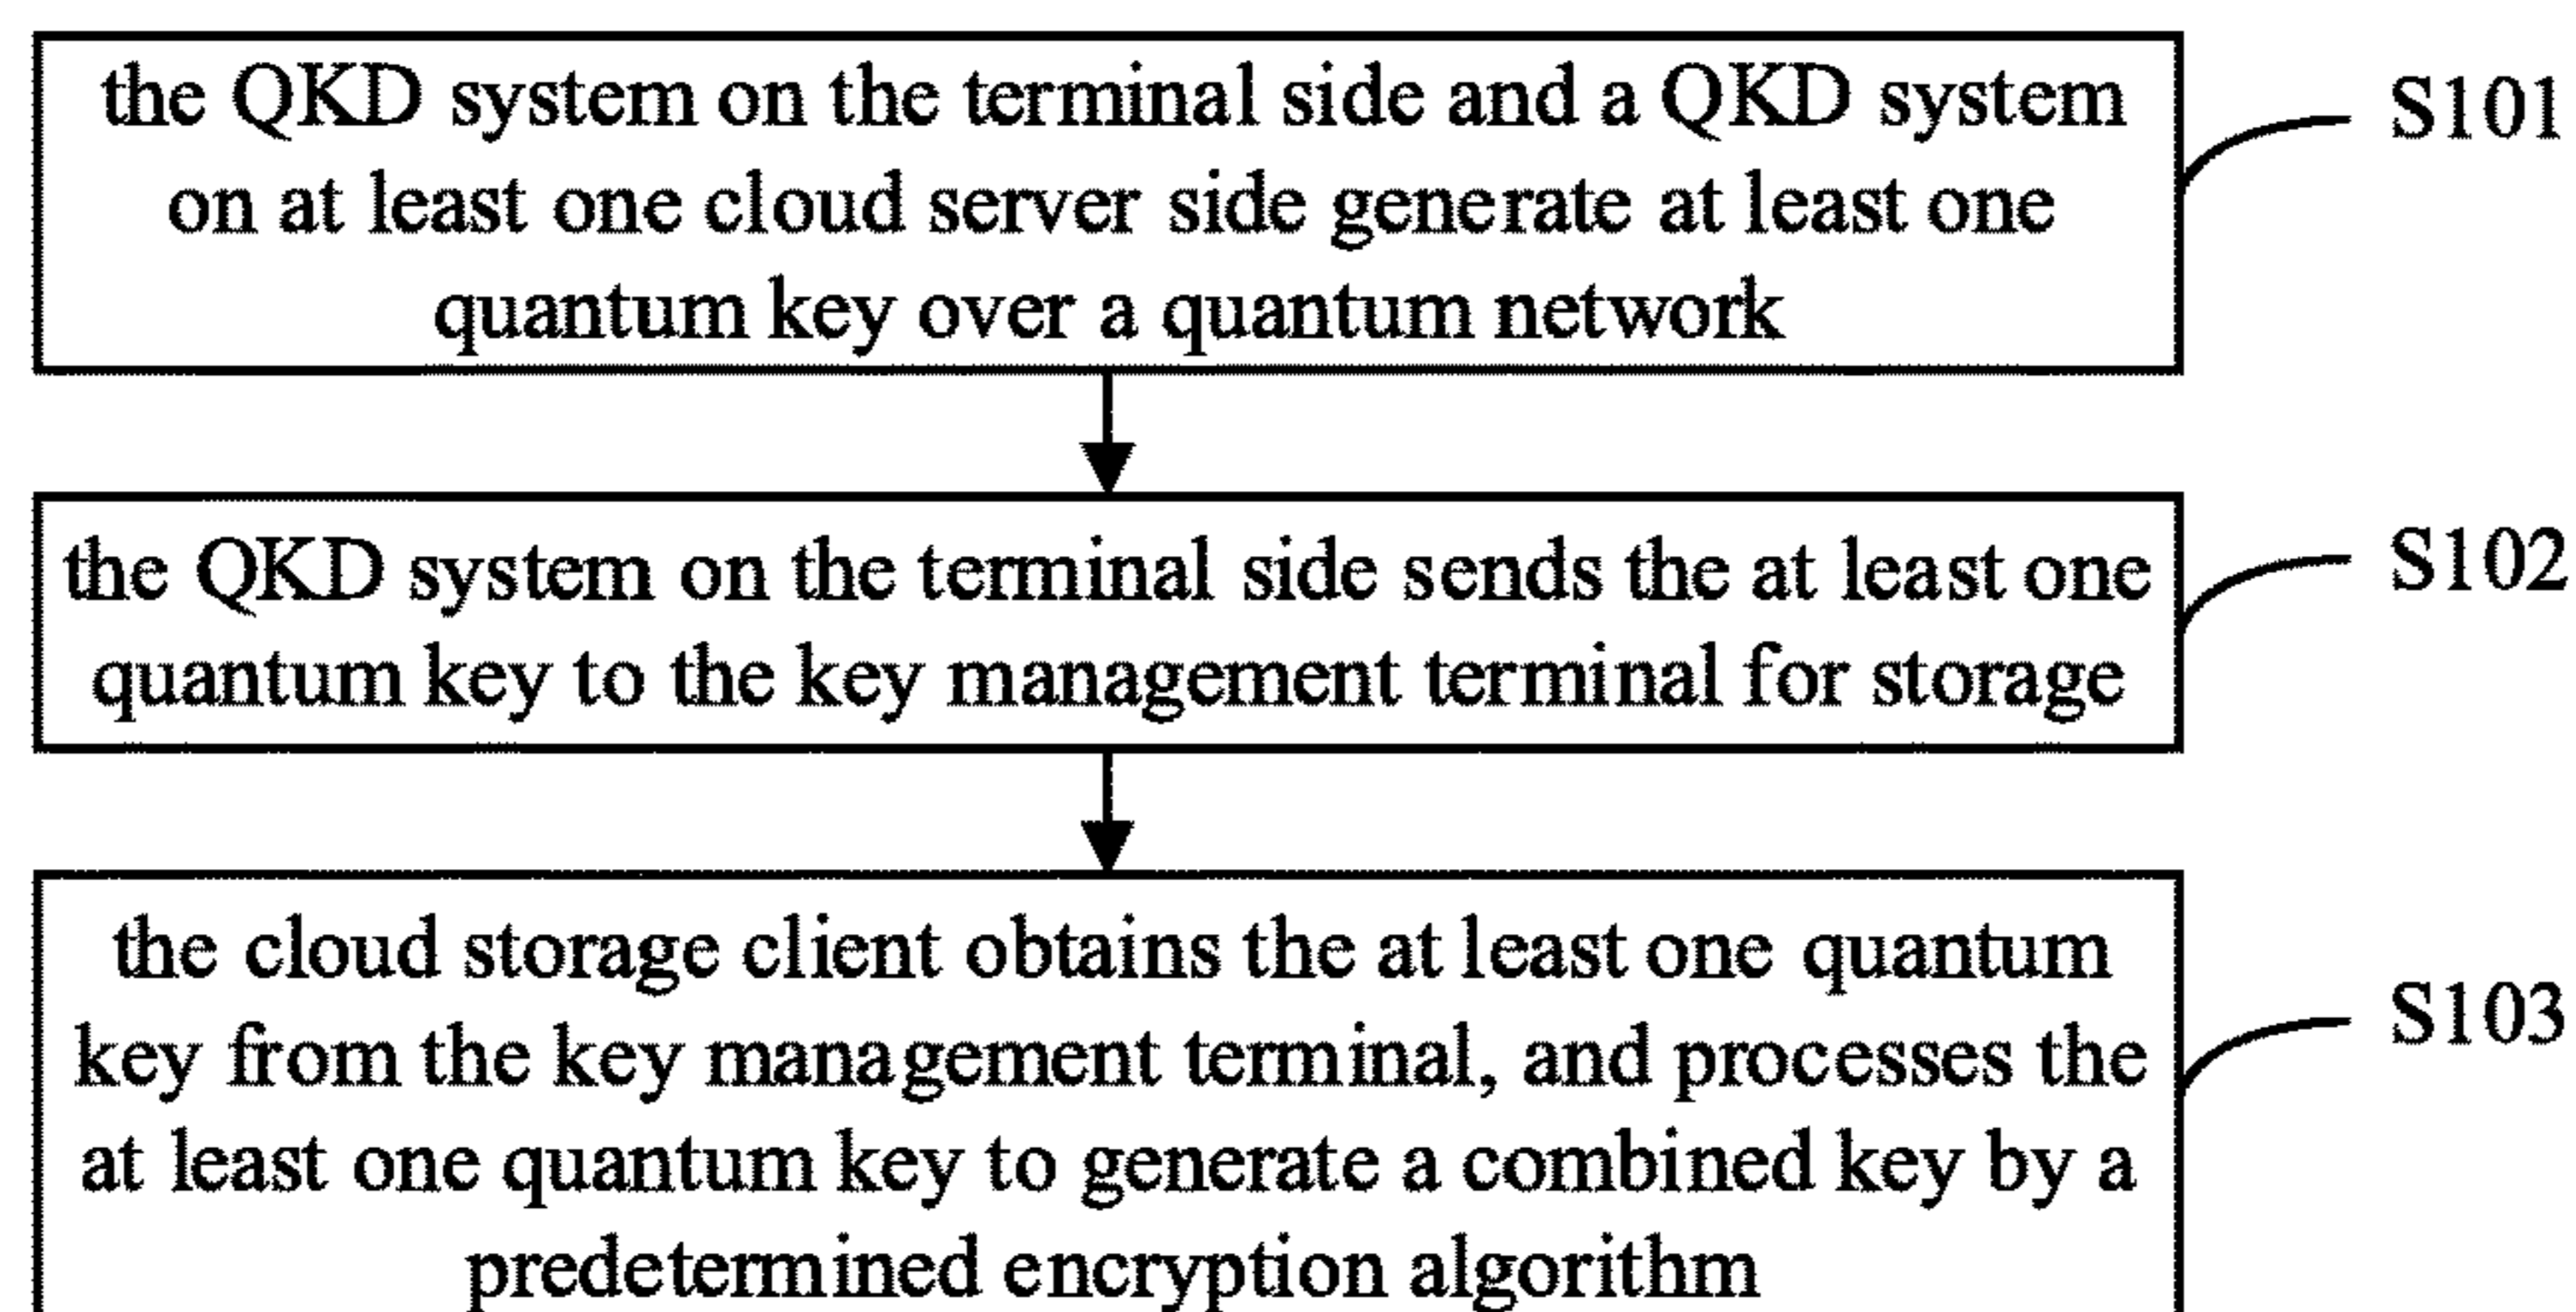 the QKD system on the terminal side and a QKD system
on at least one cloud server side generate at least one
quantum key over a quantum network
S101
the QKD system on the terminal side sends the at least one
quantum key to the key management terminal for storage
S102
the cloud storage client obtains the at least one quantum
key from the key management terminal, and processes the
at least one quantum key to generate a combined key by a
predetermined encryption algorithm
S103